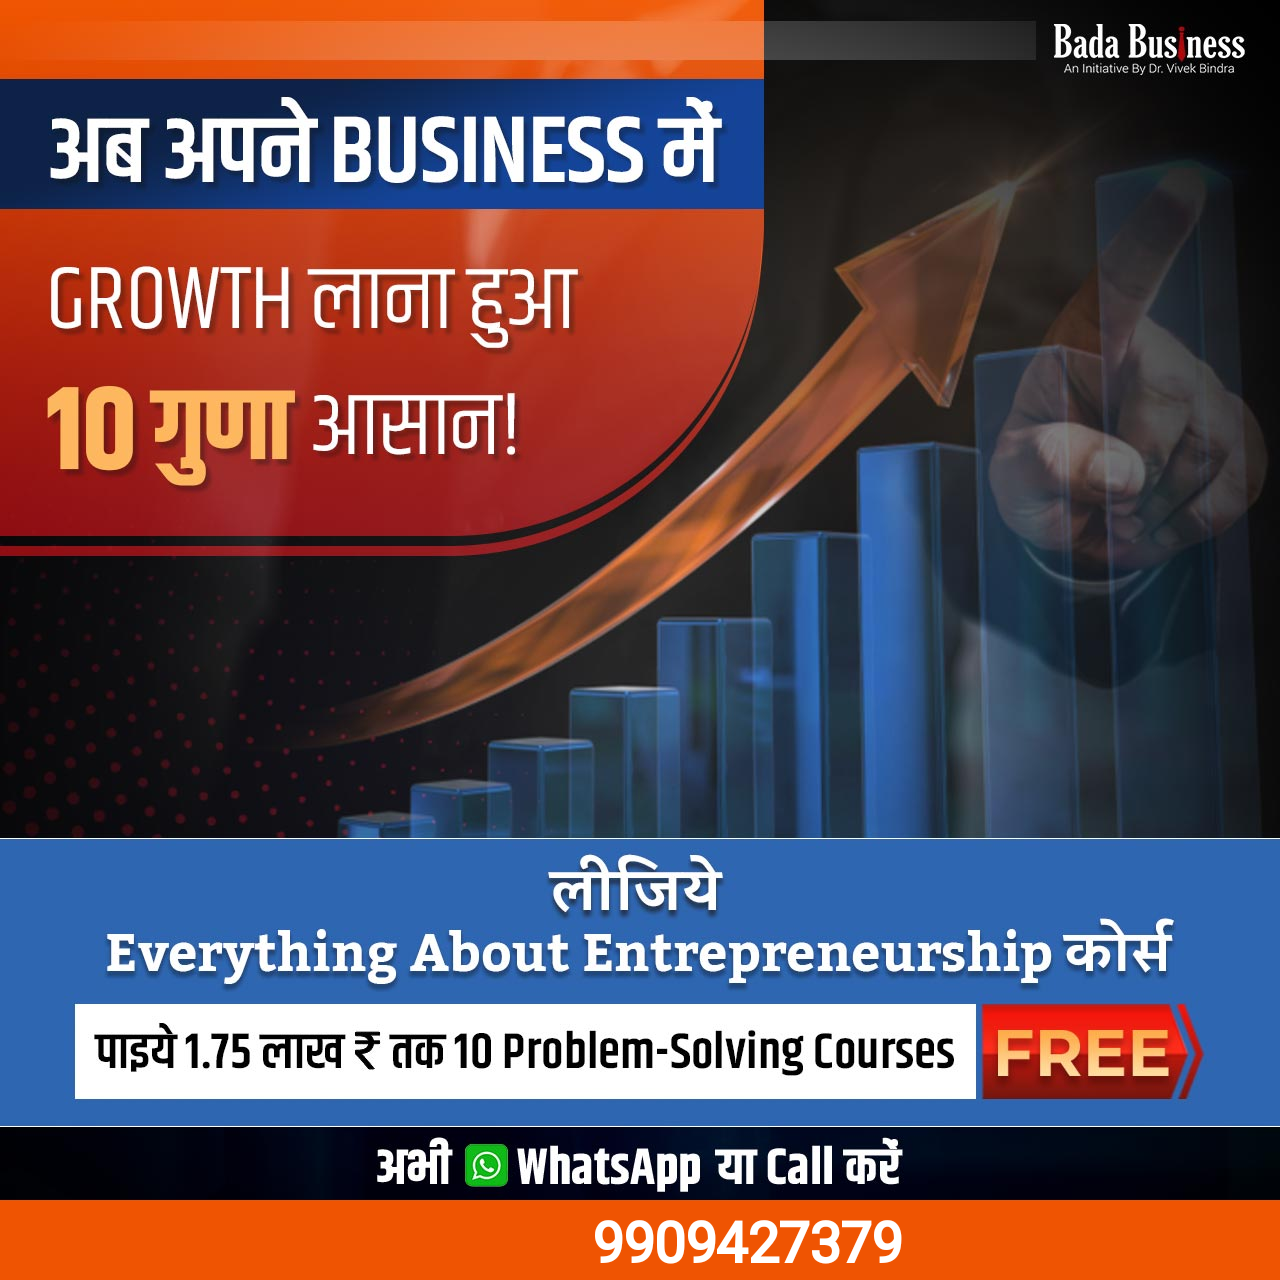 Bada Business
An Initiative By Dr. Vivek Bindra
अब अपने BUSINESS में
GROWTH लाना हुआ
10 गुणा आसान!
लीजिये
Everything About Entrepreneurship कोर्स
पाइये 1.75 लाख ₹ तक 10 Problem-Solving Courses FREE
अभी WhatsApp या Call करें
9909427379